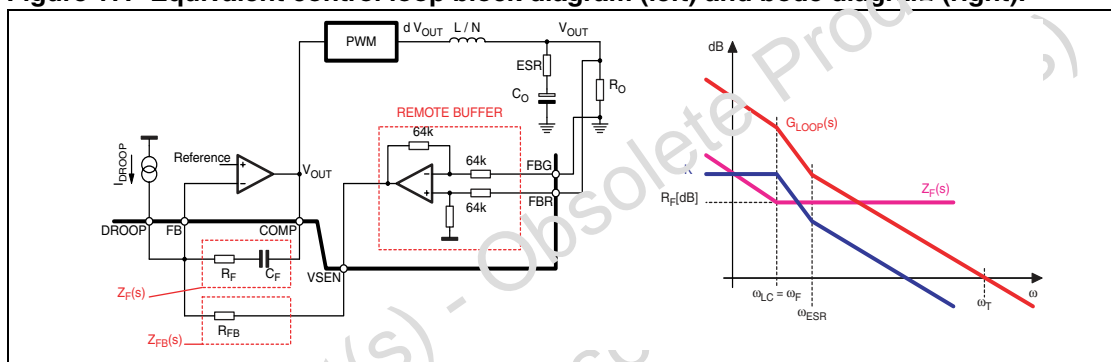 Figure 17. Equivalent control loop block diagram (left) and bode diagram (right).
PWM
d VOUT
L / N
VOUT
ESR
CO
RO
REMOTE BUFFER
64k
64k
64k
FBG
FBR
IDROOP
Reference
VOUT
DROOP
FB
COMP
VSEN
RF
CF
ZF(s)
RFB
ZFB(s)
dB
GLOOP(s)
K
ZF(s)
RF[dB]
ωLC = ωF
ωESR
ωT
ω
(s) - Obsolete Prod
s)